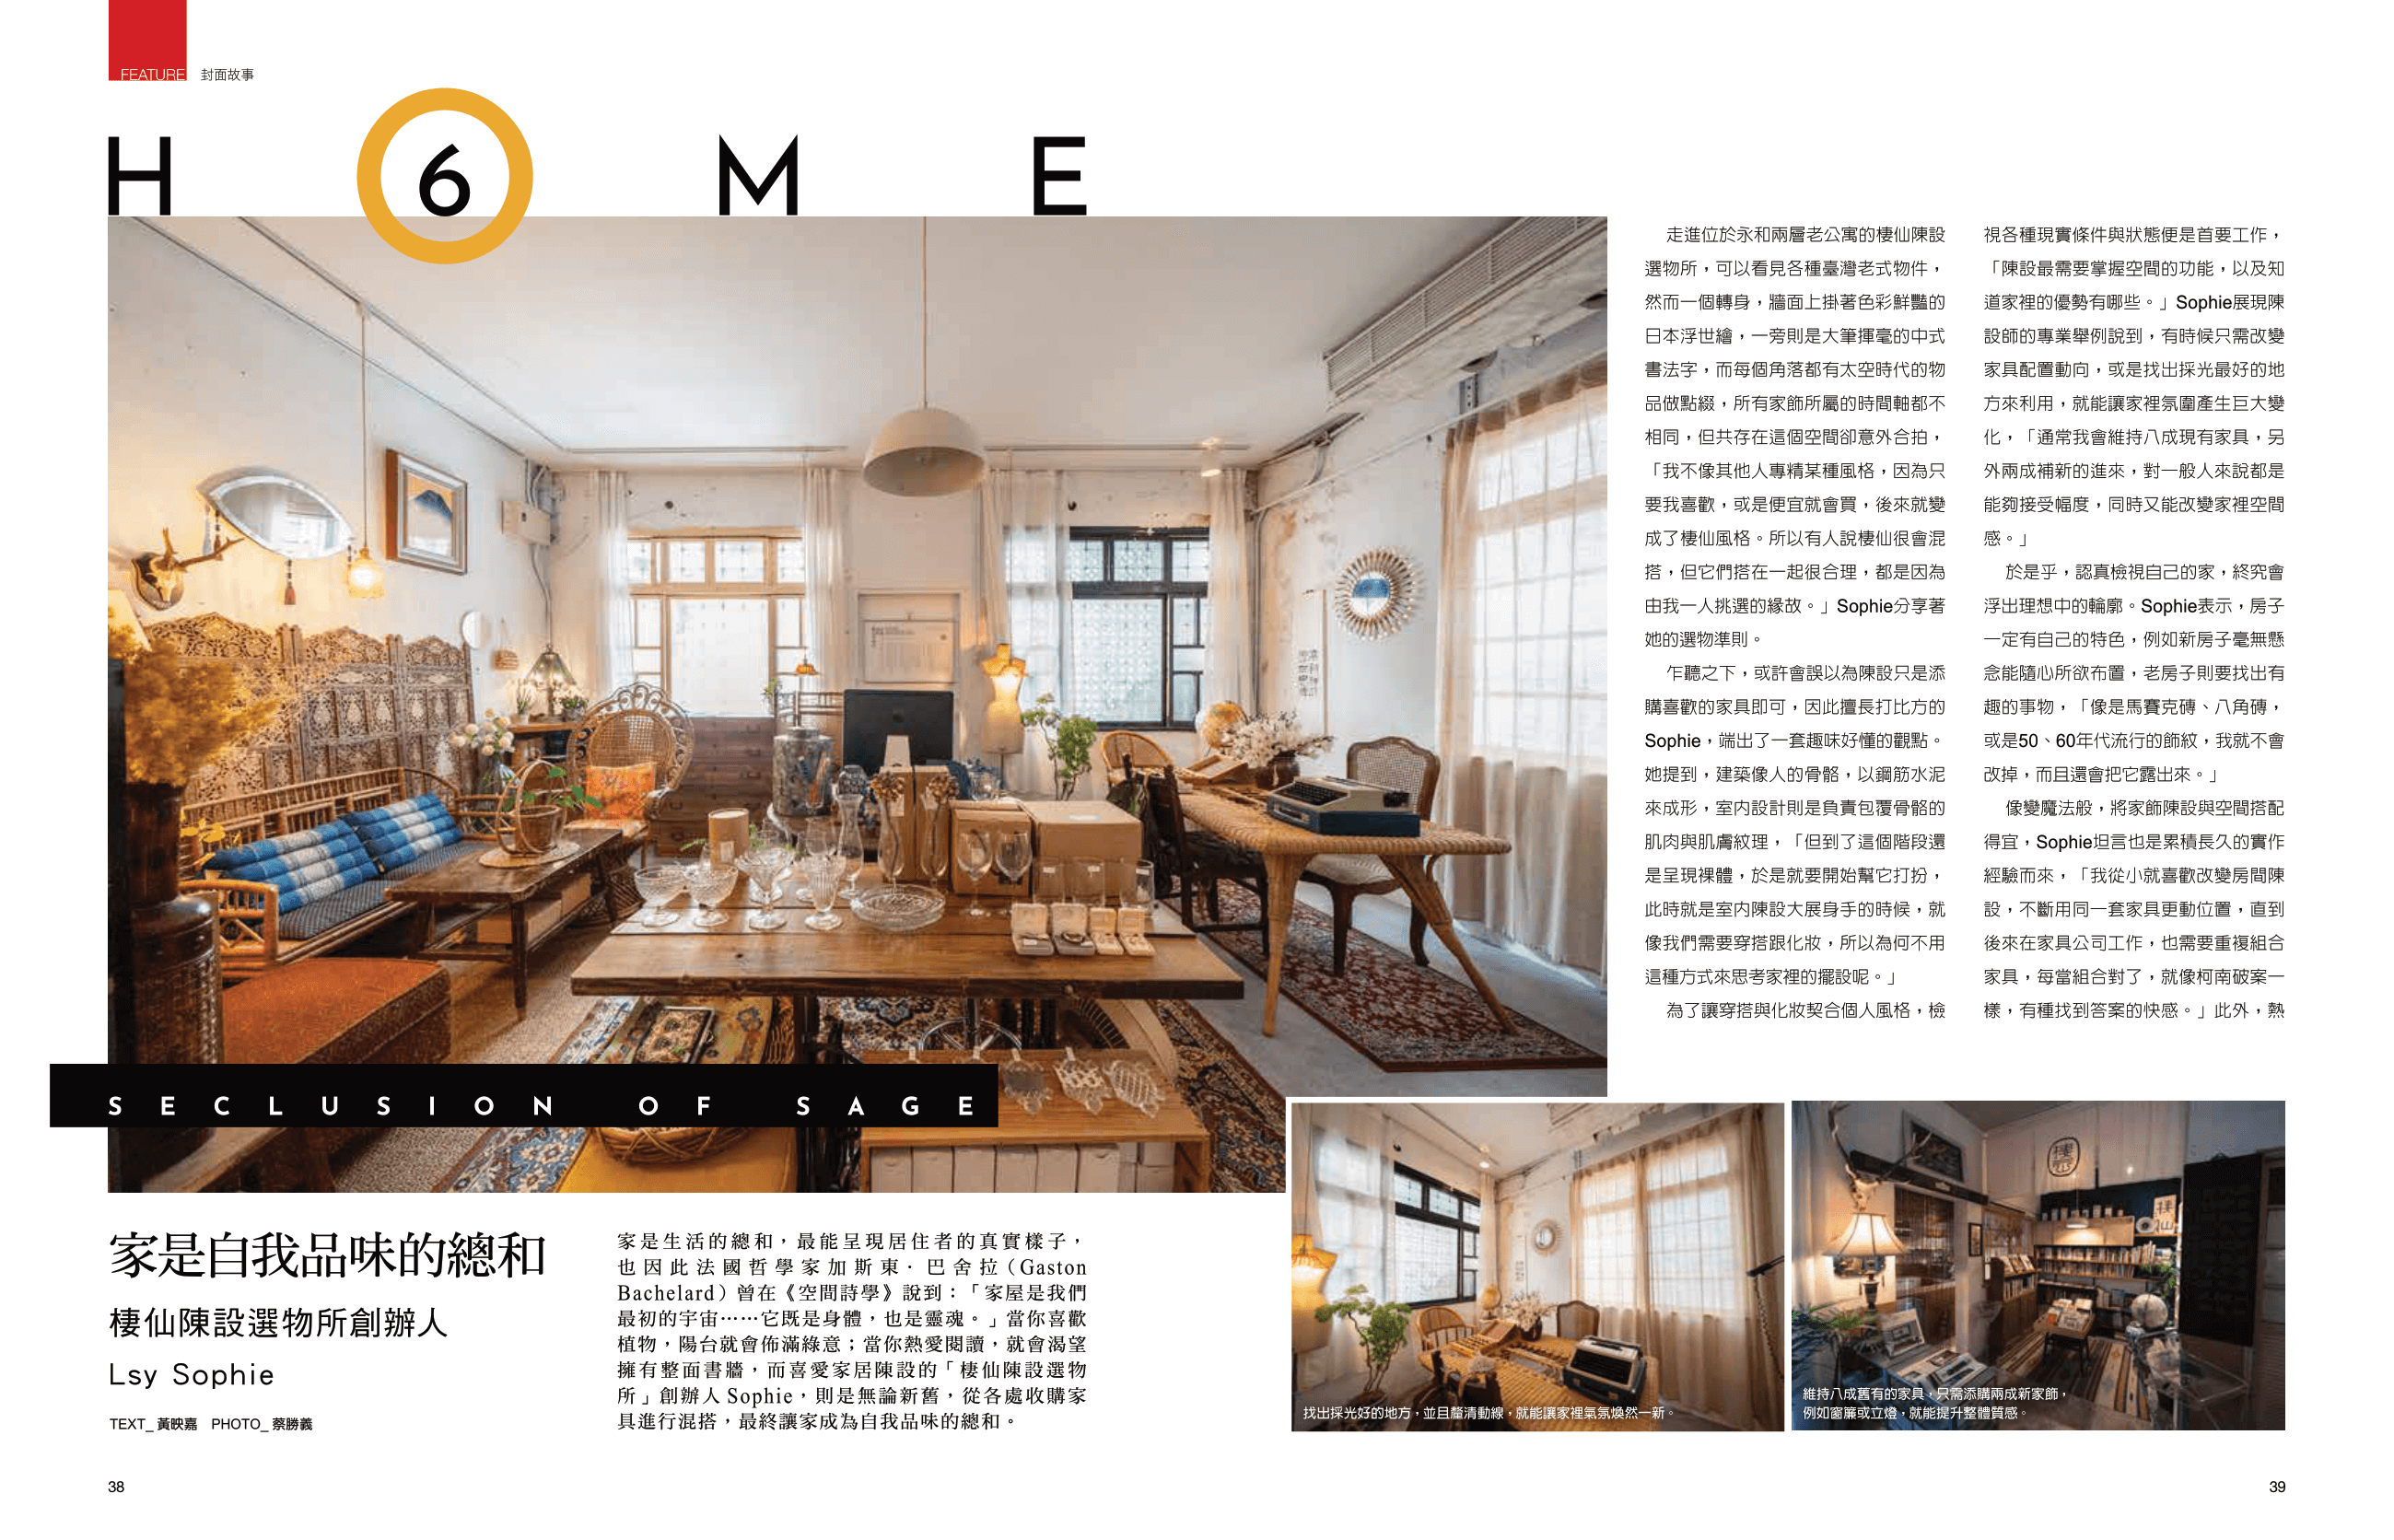 FEATURE 封面故事
H 6 M E
SECLUSION OF SAGE
家是自我品味的總和
棲仙陳設選物所創辦人
Lsy Sophie
TEXT_ 黃映嘉 PHOTO_ 蔡勝義
家是生活的總和，最能呈現居住者的真實樣子，
也因此法國哲學家加斯東．巴舍拉（Gaston
Bachelard）曾在《空間詩學》說到：「家屋是我們
最初的宇宙……它既是身體，也是靈魂。」當你喜歡
植物，陽台就會佈滿綠意；當你熱愛閱讀，就會渴望
擁有整面書牆，而喜愛家居陳設的「棲仙陳設選物
所」創辦人 Sophie，則是無論新舊，從各處收購家
具進行混搭，最終讓家成為自我品味的總和。
走進位於永和兩層老公寓的棲仙陳設
選物所，可以看見各種臺灣老式物件，
然而一個轉身，牆面上掛著色彩鮮豔的
日本浮世繪，一旁則是大筆揮毫的中式
書法字，而每個角落都有太空時代的物
品做點綴，所有家飾所屬的時間軸都不
相同，但共存在這個空間卻意外合拍，
「我不像其他人專精某種風格，因為只
要我喜歡，或是便宜就會買，後來就變
成了棲仙風格。所以有人說棲仙很會混
搭，但它們搭在一起很合理，都是因為
由我一人挑選的緣故。」Sophie分享著
她的選物準則。
乍聽之下，或許會誤以為陳設只是添
購喜歡的家具即可，因此擅長打比方的
Sophie，端出了一套趣味好懂的觀點。
她提到，建築像人的骨骼，以鋼筋水泥
來成形，室內設計則是負責包覆骨骼的
肌肉與肌膚紋理，「但到了這個階段還
是呈現裸體，於是就要開始幫它打扮，
此時就是室內陳設大展身手的時候，就
像我們需要穿搭跟化妝，所以為何不用
這種方式來思考家裡的擺設呢。」
為了讓穿搭與化妝契合個人風格，檢
視各種現實條件與狀態便是首要工作，
「陳設最需要掌握空間的功能，以及知
道家裡的優勢有哪些。」Sophie展現陳
設師的專業舉例說到，有時候只需改變
家具配置動向，或是找出採光最好的地
方來利用，就能讓家裡氛圍產生巨大變
化，「通常我會維持八成現有家具，另
外兩成補新的進來，對一般人來說都是
能夠接受幅度，同時又能改變家裡空間
感。」
於是乎，認真檢視自己的家，終究會
浮出理想中的輪廓。Sophie表示，房子
一定有自己的特色，例如新房子毫無懸
念能隨心所欲布置，老房子則要找出有
趣的事物，「像是馬賽克磚、八角磚，
或是50、60年代流行的飾紋，我就不會
改掉，而且還會把它露出來。」
像變魔法般，將家飾陳設與空間搭配
得宜，Sophie坦言也是累積長久的實作
經驗而來，「我從小就喜歡改變房間陳
設，不斷用同一套家具更動位置，直到
後來在家具公司工作，也需要重複組合
家具，每當組合對了，就像柯南破案一
樣，有種找到答案的快感。」此外，熱
找出採光好的地方，並且釐清動線，就能讓家裡氣氛煥然一新。
棲仙
維持八成舊有的家具，只需添購兩成新家飾，
例如窗簾或立燈，就能提升整體質感。
38
39